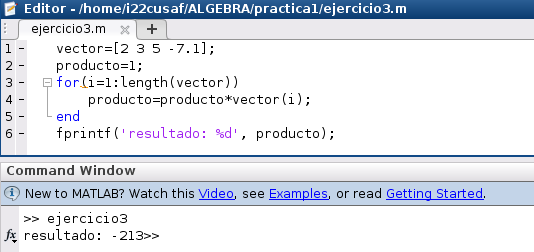 Editor - /home/i22cusaf/ALGEBRA/practica1/ejercicio3.m
ejercicio3.m × +
1 - vector=[2 3 5 -7.1];
2 - producto=1;
3 - for(i=1:length(vector))
4 - producto=producto*vector(i);
5 - end
6 - fprintf('resultado: %d', producto);
Command Window
New to MATLAB? Watch this Video, see Examples, or read Getting Started.
>> ejercicio3
fx resultado: -213>>